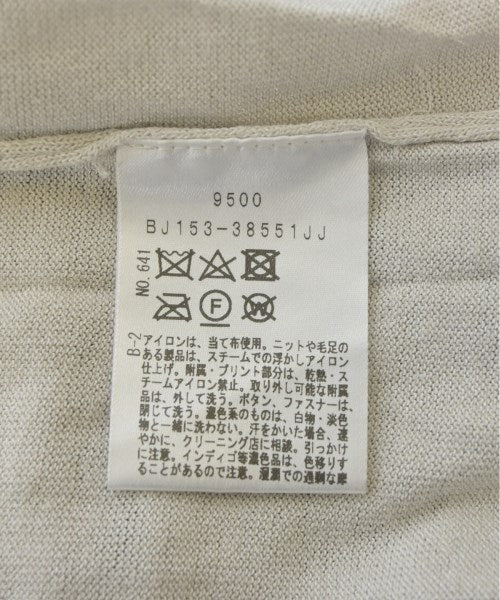 9500
BJ153-38551JJ
NO.641
F
W
B-2
アイロンは、当て布使用。ニットや毛足の
ある製品は、スチームでの浮かしアイロン
仕上げ。附属・プリント部分は、乾熱・ス
チームアイロン禁止。取り外し可能な附属
品は、外して洗う。ボタン、ファスナーは、
閉じて洗う。濃色系のものは、白物・淡色
物と一緒に洗わない。汗をかいた場合、速
やかに、クリーニング店に相談。引っかけ
に注意。インディゴ等濃色品は、色移りす
ることがあるので注意。湿潤での過剰な摩